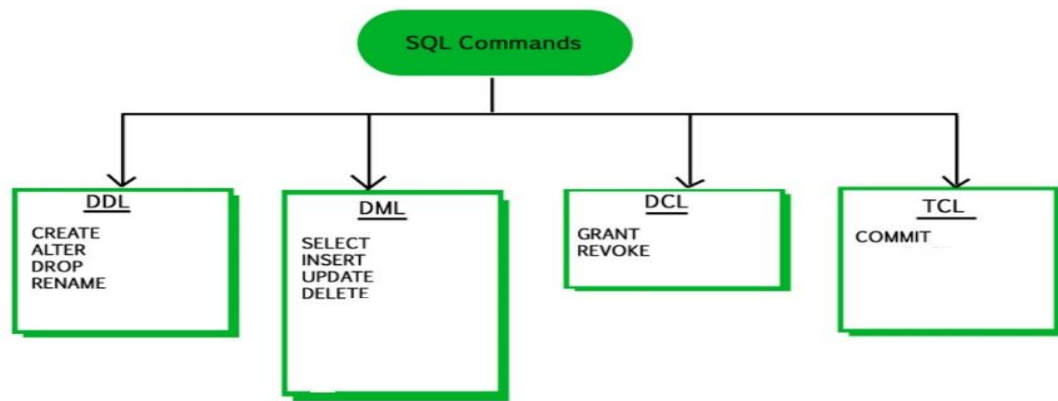 SQL Commands
DDL
CREATE
ALTER
DROP
RENAME
DML
SELECT
INSERT
UPDATE
DELETE
DCL
GRANT
REVOKE
TCL
COMMIT